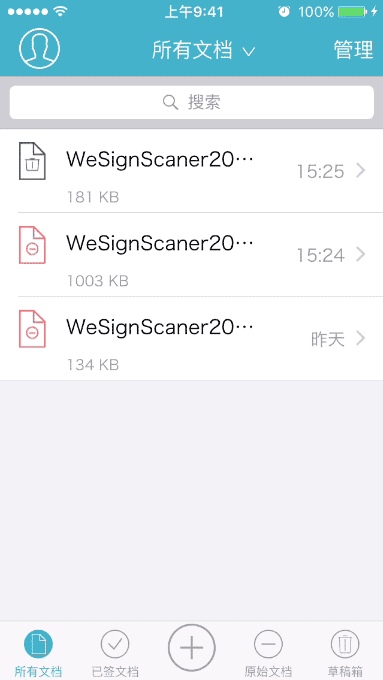 上午9:41
100%
所有文档
管理
搜索
WeSignScaner20···
15:25
181 KB
WeSignScaner20···
15:24
1003 KB
WeSignScaner20···
昨天
134 KB
所有文档
已签文档
原始文档
草稿箱